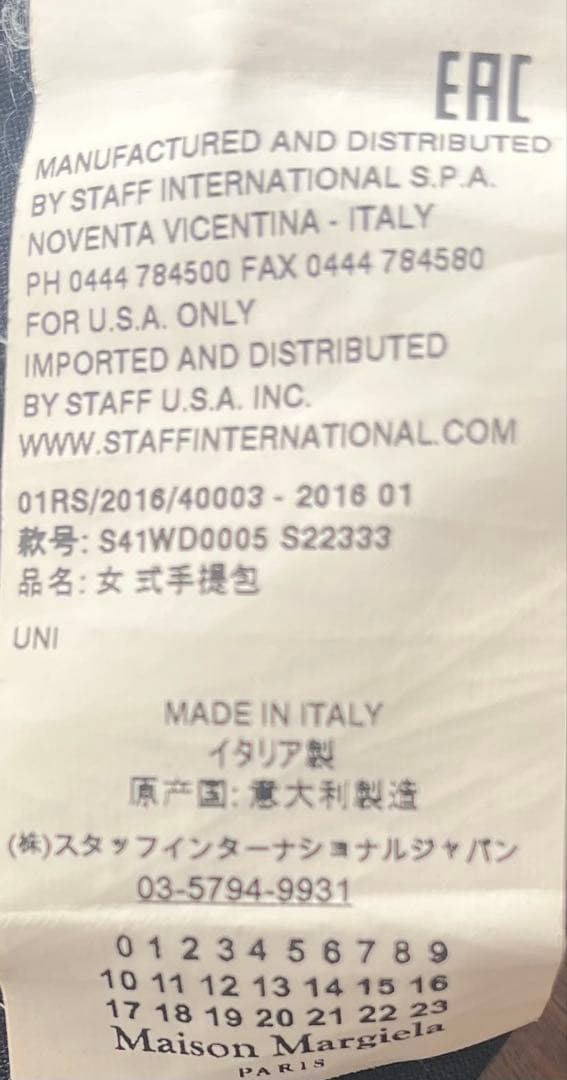 EAC
MANUFACTURED AND DISTRIBUTED
BY STAFF INTERNATIONAL S.P.A.
NOVENTA VICENTINA - ITALY
PH 0444 784500 FAX 0444 784580
FOR U.S.A. ONLY
IMPORTED AND DISTRIBUTED
BY STAFF U.S.A. INC.
WWW.STAFFINTERNATIONAL.COM
01RS/2016/40003 - 2016 01
款号: S41WD0005 S22333
品名: 女 式手提包
UNI
MADE IN ITALY
イタリア製
原产国: 意大利製造
(株)スタッフインターナショナルジャパン
03-5794-9931
0 1 2 3 4 5 6 7 8 9
10 11 12 13 14 15 16
17 18 19 20 21 22 23
Maison Margiela
PARIS